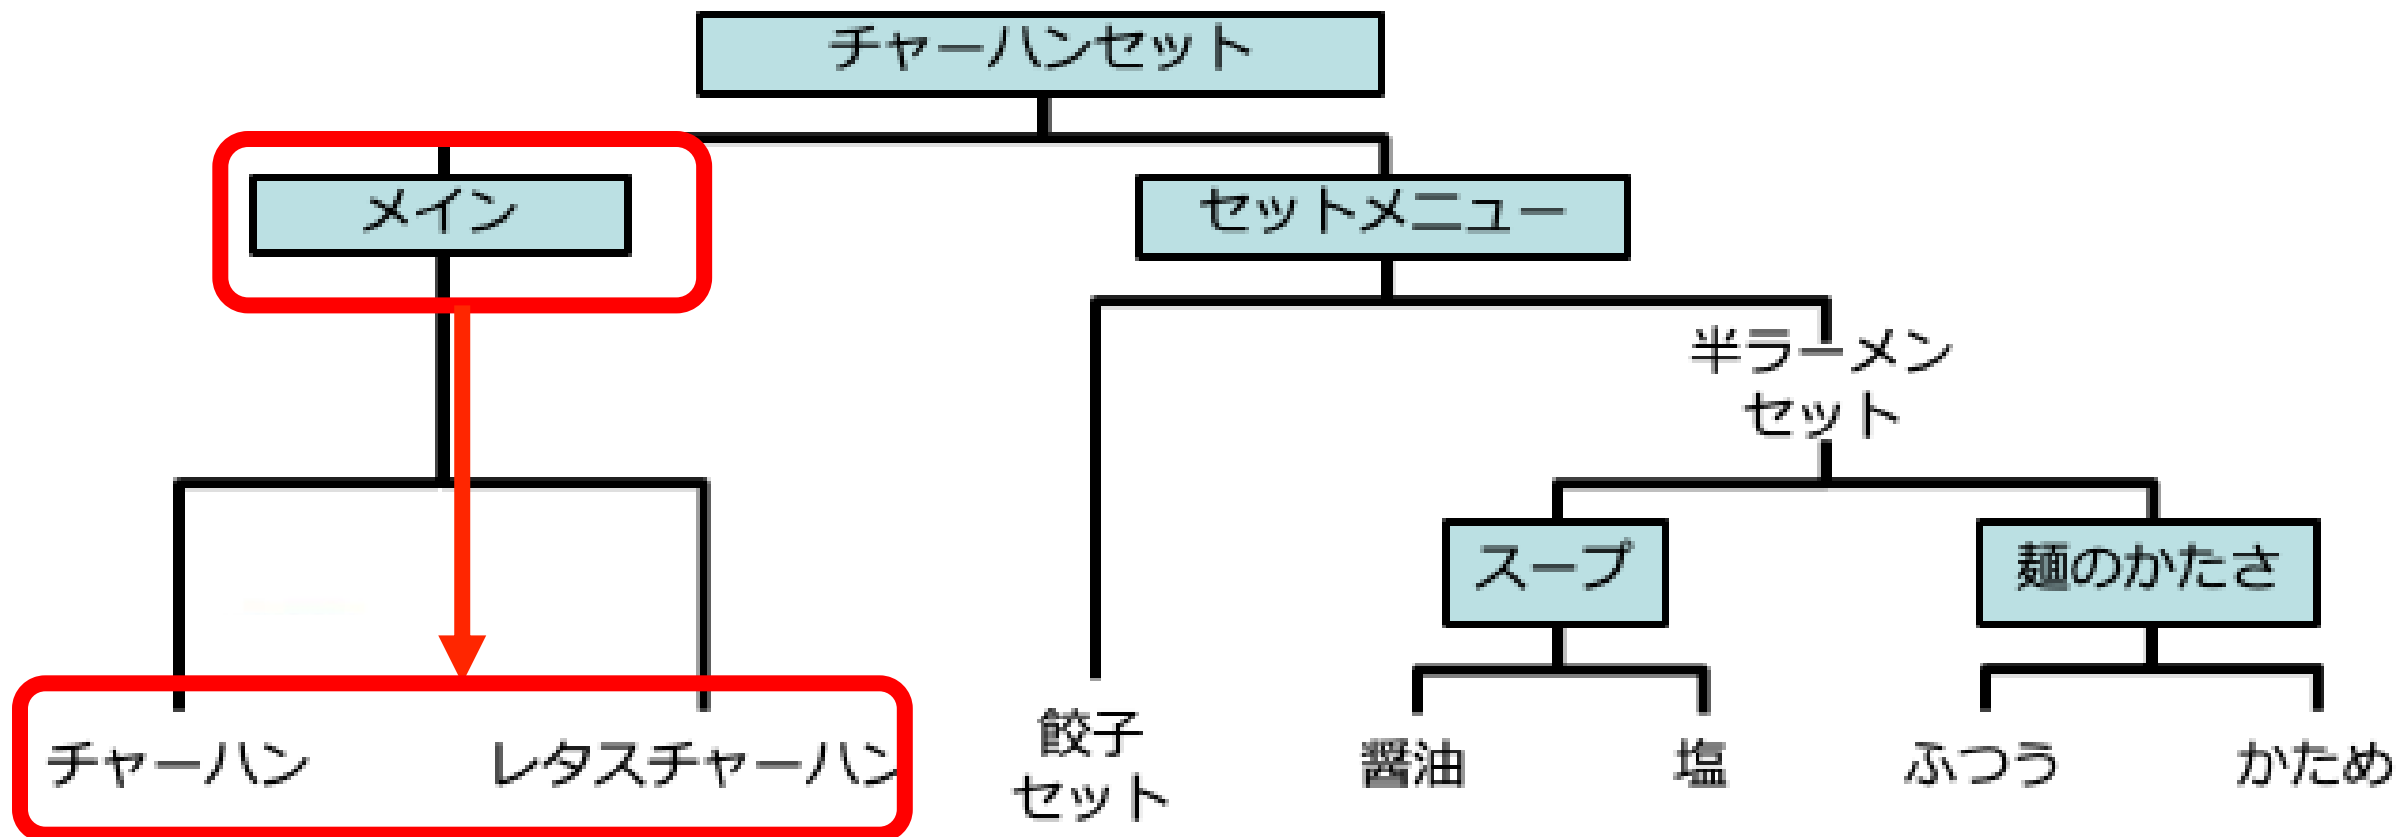 チャーハンセット
メイン
セットメニュー
半ラーメン
セット
スープ
麺のかたさ
チャーハン
レタスチャーハン
餃子
セット
醤油
塩
ふつう
かため